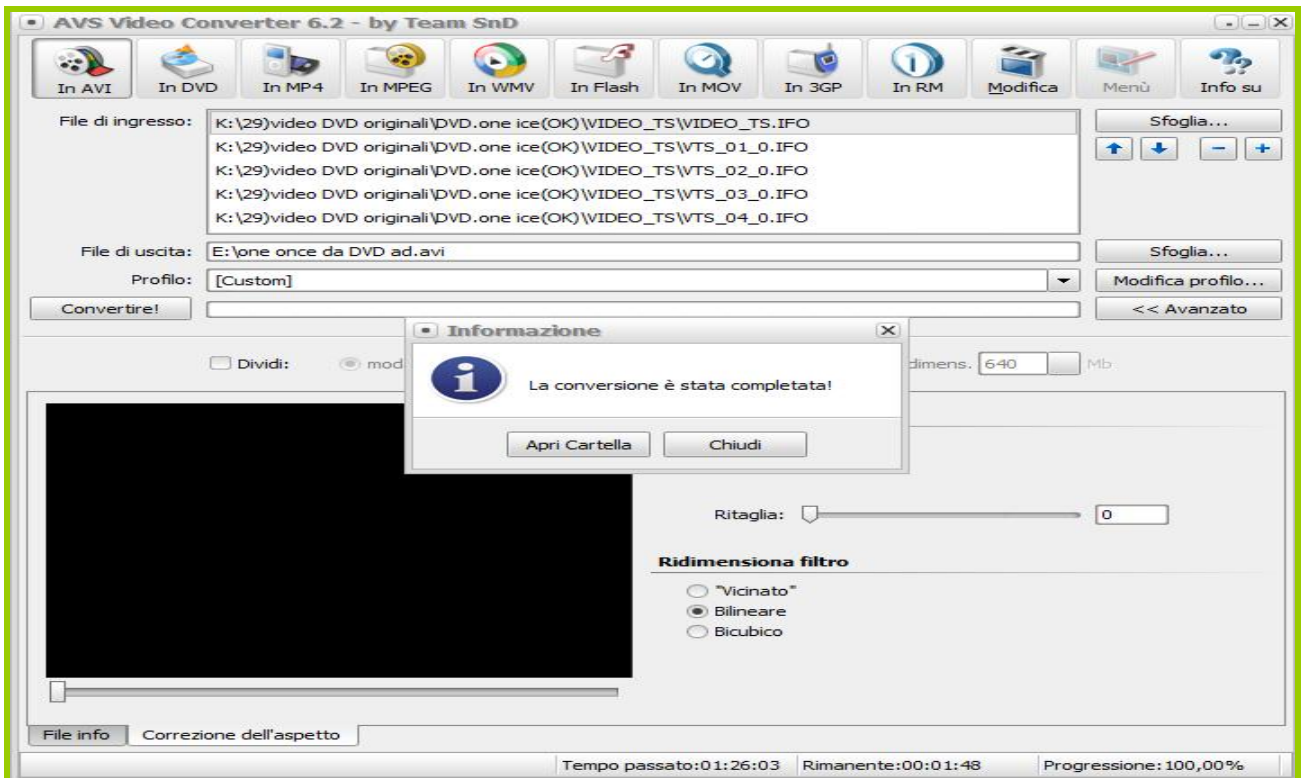 AVS Video Converter 6.2 - by Team SnD
In AVI In DVD In MP4 In MPEG In WMV In Flash In MOV In 3GP In RM Modifica Menù Info su
File di ingresso:
K:\29)video DVD originali\DVD.one ice(OK)\VIDEO_TS\VIDEO_TS.IFO
Sfoglia...
K:\29)video DVD originali\DVD.one ice(OK)\VIDEO_TS\VTS_01_0.IFO
K:\29)video DVD originali\DVD.one ice(OK)\VIDEO_TS\VTS_02_0.IFO
K:\29)video DVD originali\DVD.one ice(OK)\VIDEO_TS\VTS_03_0.IFO
K:\29)video DVD originali\DVD.one ice(OK)\VIDEO_TS\VTS_04_0.IFO
File di uscita: E:\one once da DVD ad.avi Sfoglia...
Profilo: [Custom] Modifica profilo...
Convertire! << Avanzato
Informazione
La conversione è stata completata!
Apri Cartella Chiudi
Dividi: mod dimens. 640 Mb
Ritaglia: 0
Ridimensiona filtro
"Vicinato"
Bilineare
Bicubico
File info Correzione dell'aspetto
Tempo passato:01:26:03 Rimanente:00:01:48 Progressione:100,00%